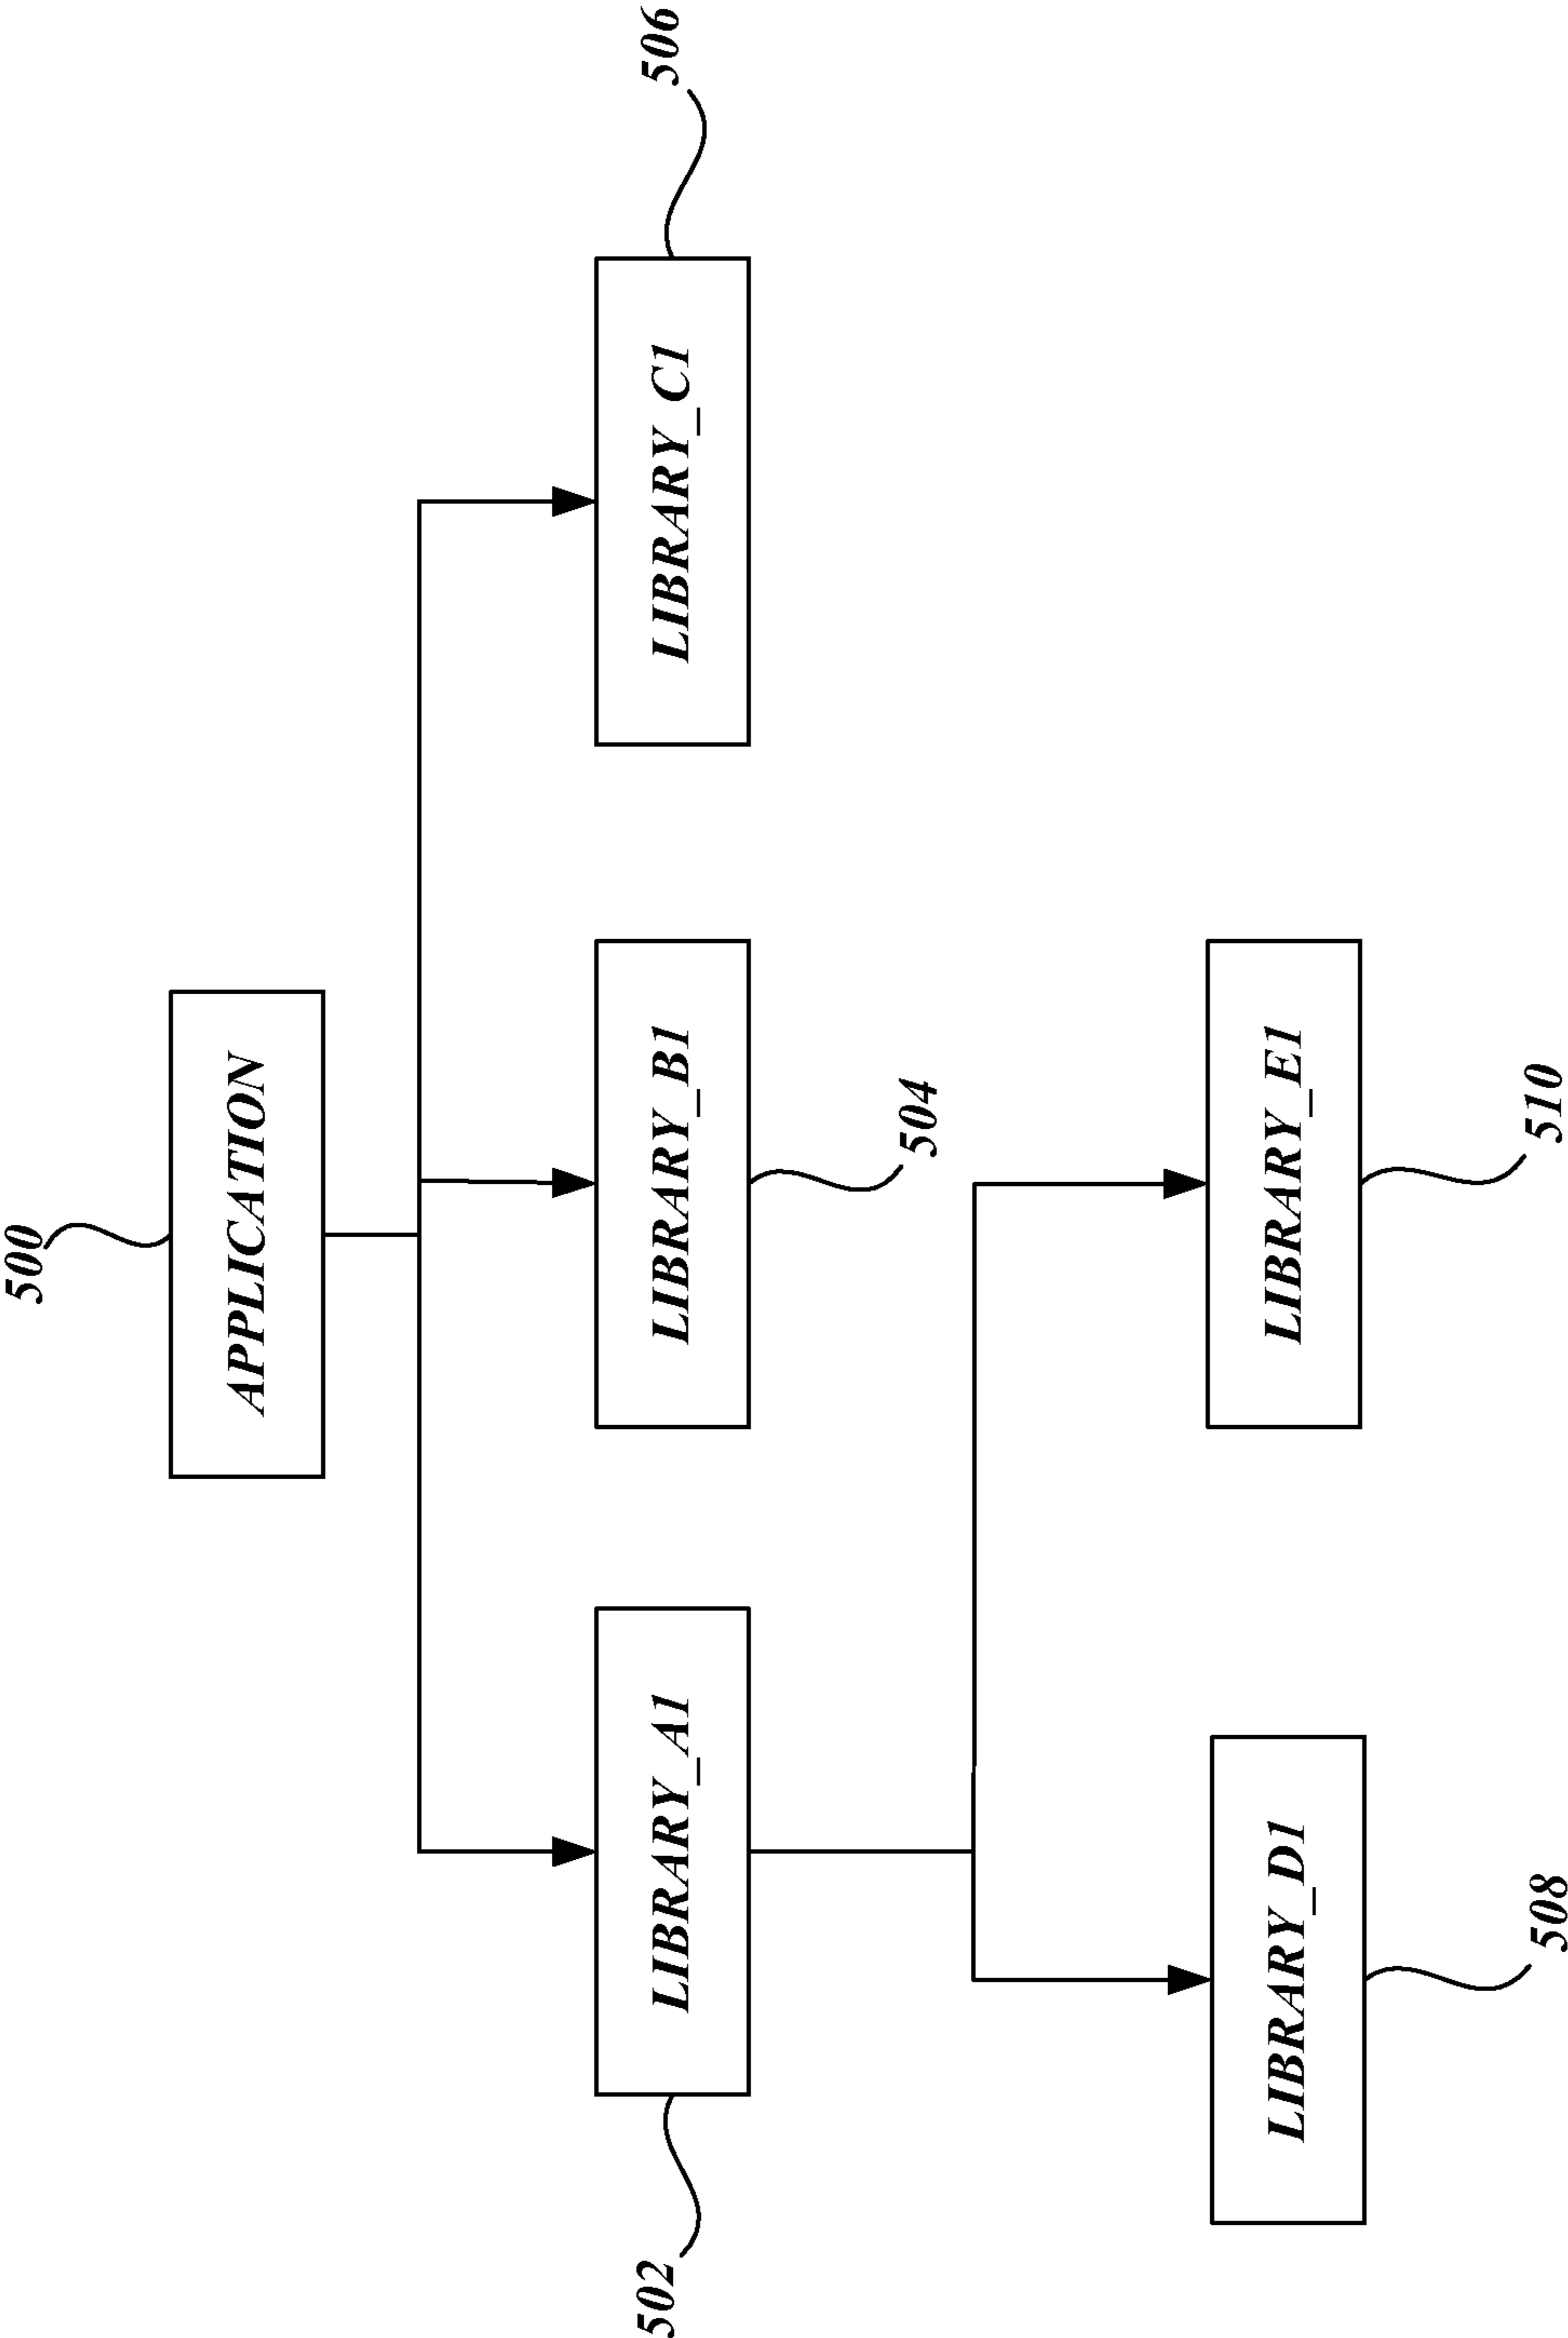 500
APPLICATION
LIBRARY_A1
LIBRARY_B1
LIBRARY_C1
502
504
506
LIBRARY_D1
LIBRARY_E1
508
510